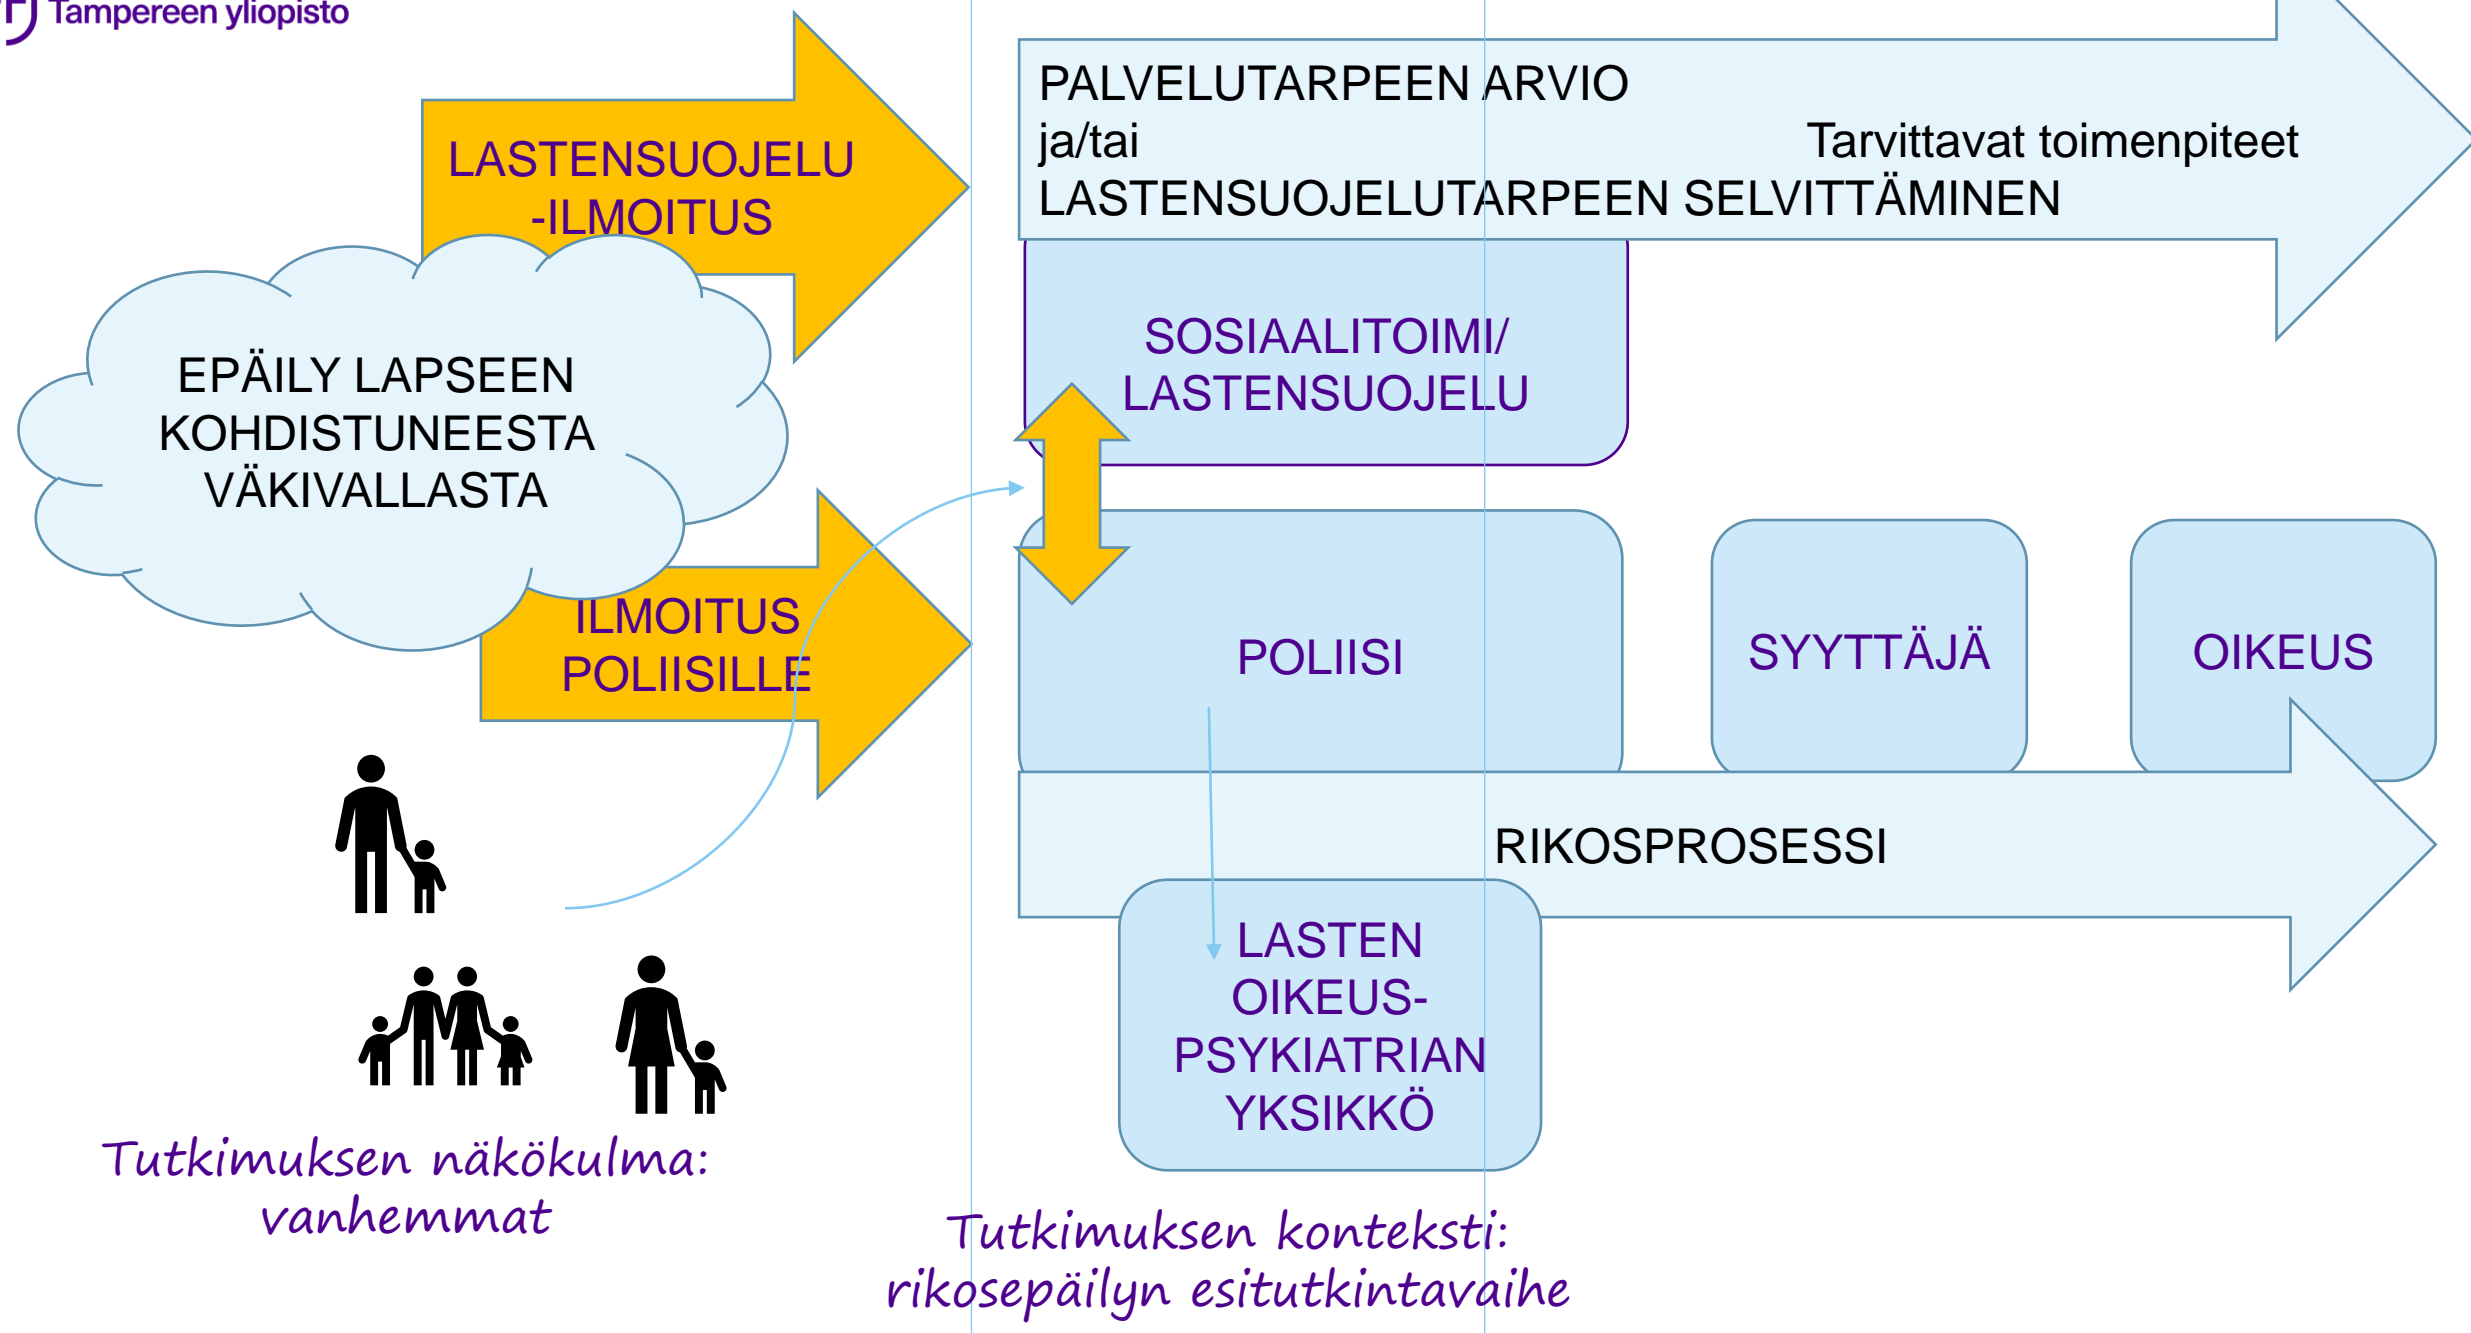 Tampereen yliopisto
LASTENSUOJELU
-ILMOITUS
EPÄILY LAPSEEN
KOHDISTUNEESTA
VÄKIVALLASTA
ILMOITUS
POLIISILLE
Tutkimuksen näkökulma:
vanhemmat
PALVELUTARPEEN ARVIO
ja/tai Tarvittavat toimenpiteet
LASTENSUOJELUTARPEEN SELVITTÄMINEN
SOSIAALITOIMI/
LASTENSUOJELU
POLIISI
SYYTTÄJÄ
OIKEUS
RIKOSPROSESSI
LASTEN
OIKEUS-
PSYKIATRIAN
YKSIKKÖ
Tutkimuksen konteksti:
rikosepäilyn esitutkintavaihe